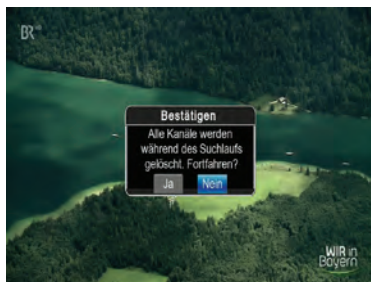 BR
Bestätigen
Alle Kanäle werden
während des Suchlaufs
gelöscht. Fortfahren?
Ja Nein
WIR in
Bayern